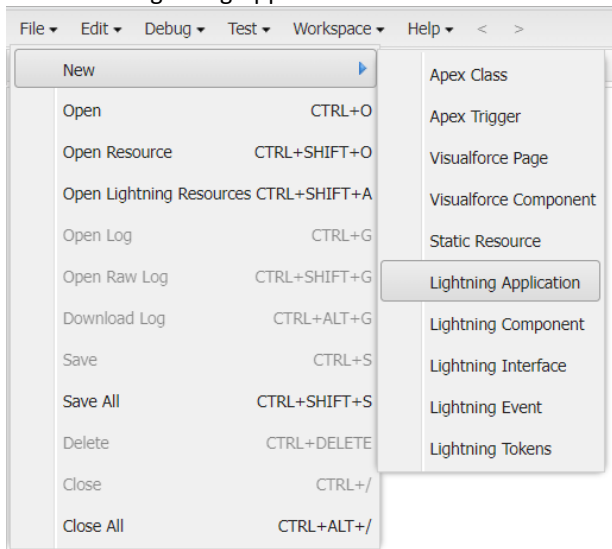 File Edit Debug Test Workspace Help < >
New
Open CTRL+O
Open Resource CTRL+SHIFT+O
Open Lightning Resources CTRL+SHIFT+A
Open Log CTRL+G
Open Raw Log CTRL+SHIFT+G
Download Log CTRL+ALT+G
Save CTRL+S
Save All CTRL+SHIFT+S
Delete CTRL+DELETE
Close CTRL+/
Close All CTRL+ALT+/
Apex Class
Apex Trigger
Visualforce Page
Visualforce Component
Static Resource
Lightning Application
Lightning Component
Lightning Interface
Lightning Event
Lightning Tokens